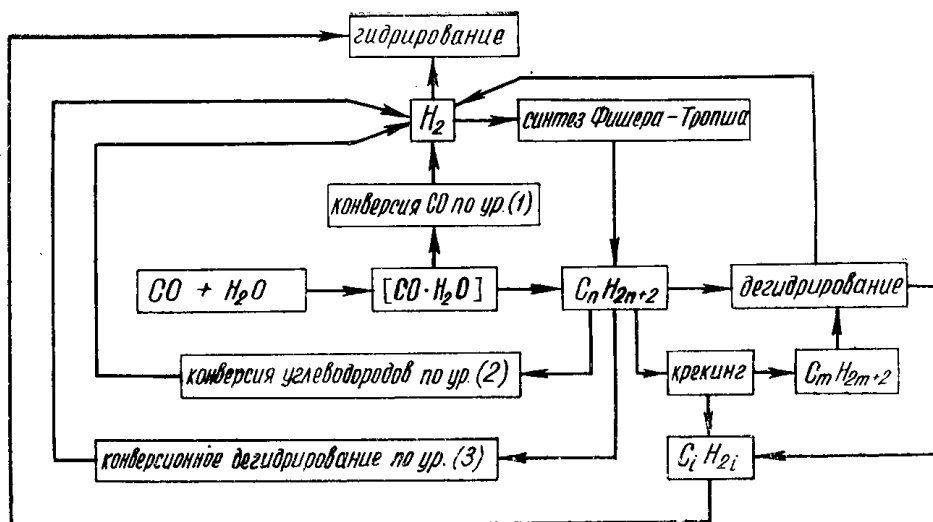 гидрирование
H₂
синтез Фишера – Тропша
конверсия CO по ур. (1)
CO + H₂O
[CO·H₂O]
CₙH₂ₙ₊₂
дегидрирование
конверсия углеводородов по ур. (2)
крекинг
CₘH₂ₘ₊₂
конверсионное дегидрирование по ур. (3)
CᵢH₂ᵢ